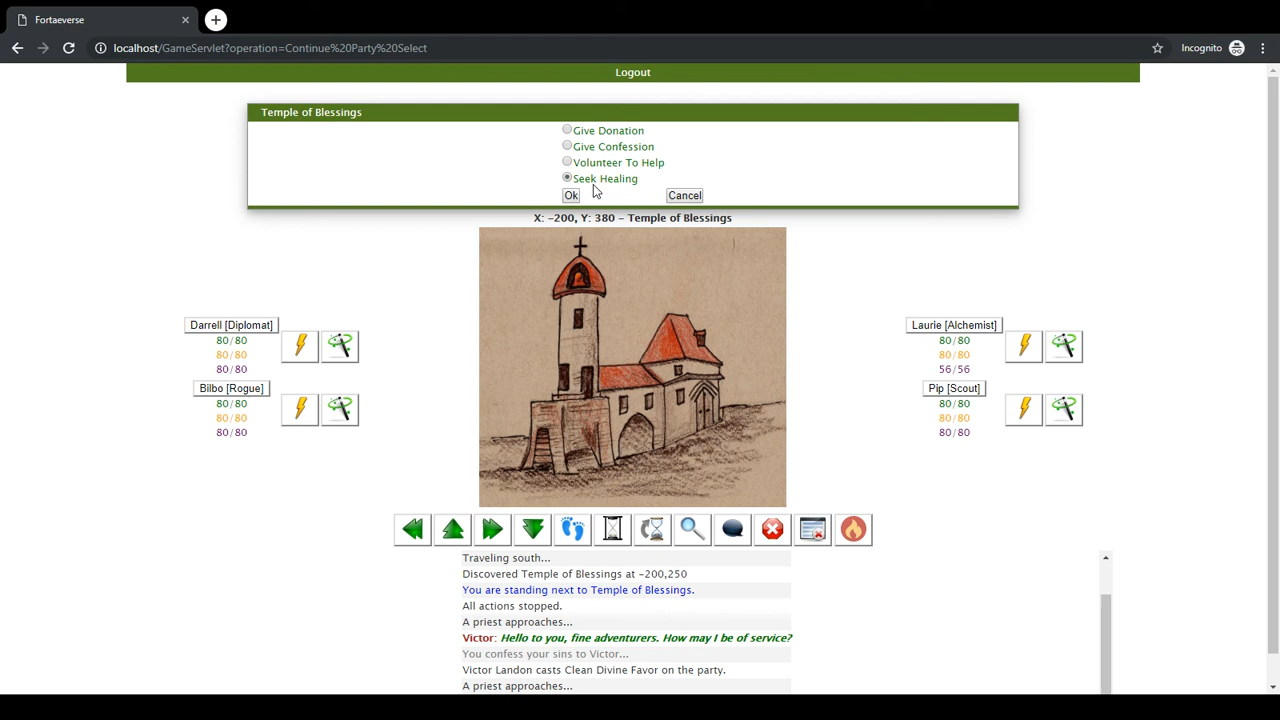 Fortaeverse
localhost/GameServlet?operation=Continue%20Party%20Select
Incognito
Logout
Temple of Blessings
Give Donation
Give Confession
Volunteer To Help
Seek Healing
Ok
Cancel
X: -200, Y: 380 - Temple of Blessings
Darrell [Diplomat]
80/80
80/80
80/80
Bilbo [Rogue]
80/80
80/80
80/80
Laurie [Alchemist]
80/80
80/80
56/56
Pip [Scout]
80/80
80/80
80/80
Traveling south...
Discovered Temple of Blessings at -200,250
You are standing next to Temple of Blessings.
All actions stopped.
A priest approaches...
Victor: Hello to you, fine adventurers. How may I be of service?
You confess your sins to Victor...
Victor Landon casts Clean Divine Favor on the party.
A priest approaches...